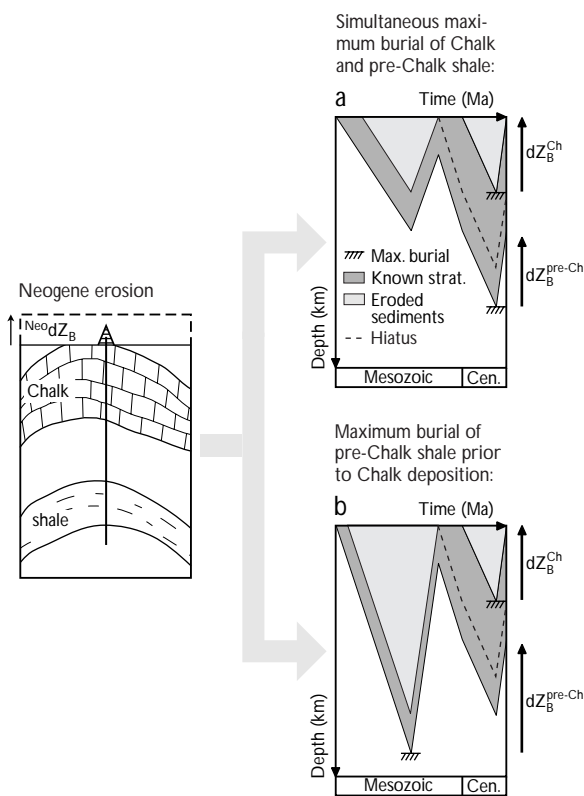 Simultaneous maxi-
mum burial of Chalk
and pre-Chalk shale:
a
Time (Ma)
dZ_B^Ch
dZ_B^pre-Ch
Max. burial
Known strat.
Eroded
sediments
Hiatus
Depth (km)
Mesozoic
Cen.
Neogene erosion
^Neo dZ_B
Chalk
shale
Maximum burial of
pre-Chalk shale prior
to Chalk deposition:
b
Time (Ma)
dZ_B^Ch
dZ_B^pre-Ch
Depth (km)
Mesozoic
Cen.